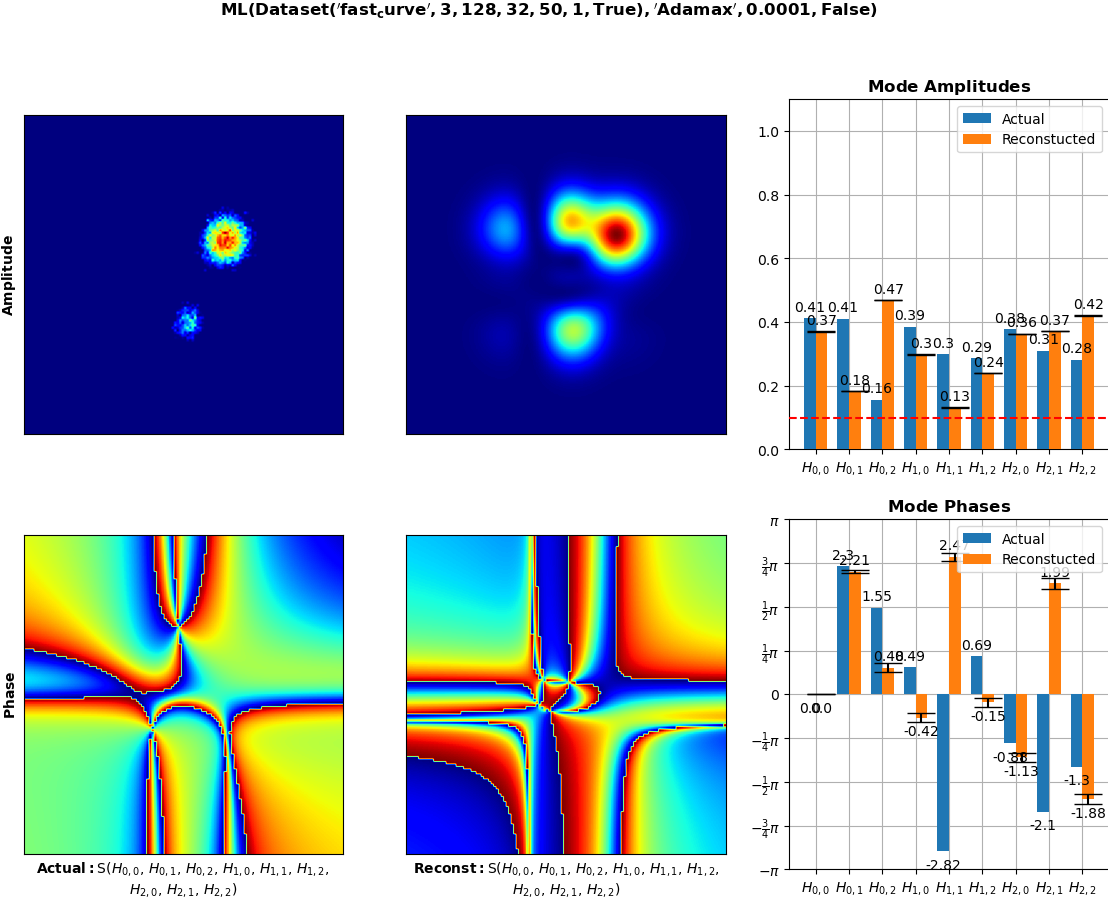 ML(Dataset('fast_curve', 3, 128, 32, 50, 1, True), 'Adamax', 0.0001, False)
Mode Amplitudes
Amplitude
1.0
0.8
0.6
0.4
0.2
0.0
Actual
Reconstucted
0.41 0.41 0.16 0.39 0.3 0.29 0.38 0.31 0.28
0.37 0.18 0.47 0.3 0.13 0.24 0.36 0.37 0.42
H0,0 H0,1 H0,2 H1,0 H1,1 H1,2 H2,0 H2,1 H2,2
Mode Phases
Phase
π
3/4π
1/2π
1/4π
0
−1/4π
−1/2π
−3/4π
−π
Actual
Reconstucted
0.0 2.3 1.55 0.49 -2.82 0.69 -0.88 -2.1 -1.3
0.0 2.21 0.48 -0.42 -0.15 -1.13 1.99 -1.88
H0,0 H0,1 H0,2 H1,0 H1,1 H1,2 H2,0 H2,1 H2,2
Actual: S(H0,0, H0,1, H0,2, H1,0, H1,1, H1,2,
H2,0, H2,1, H2,2)
Reconst: S(H0,0, H0,1, H0,2, H1,0, H1,1, H1,2,
H2,0, H2,1, H2,2)